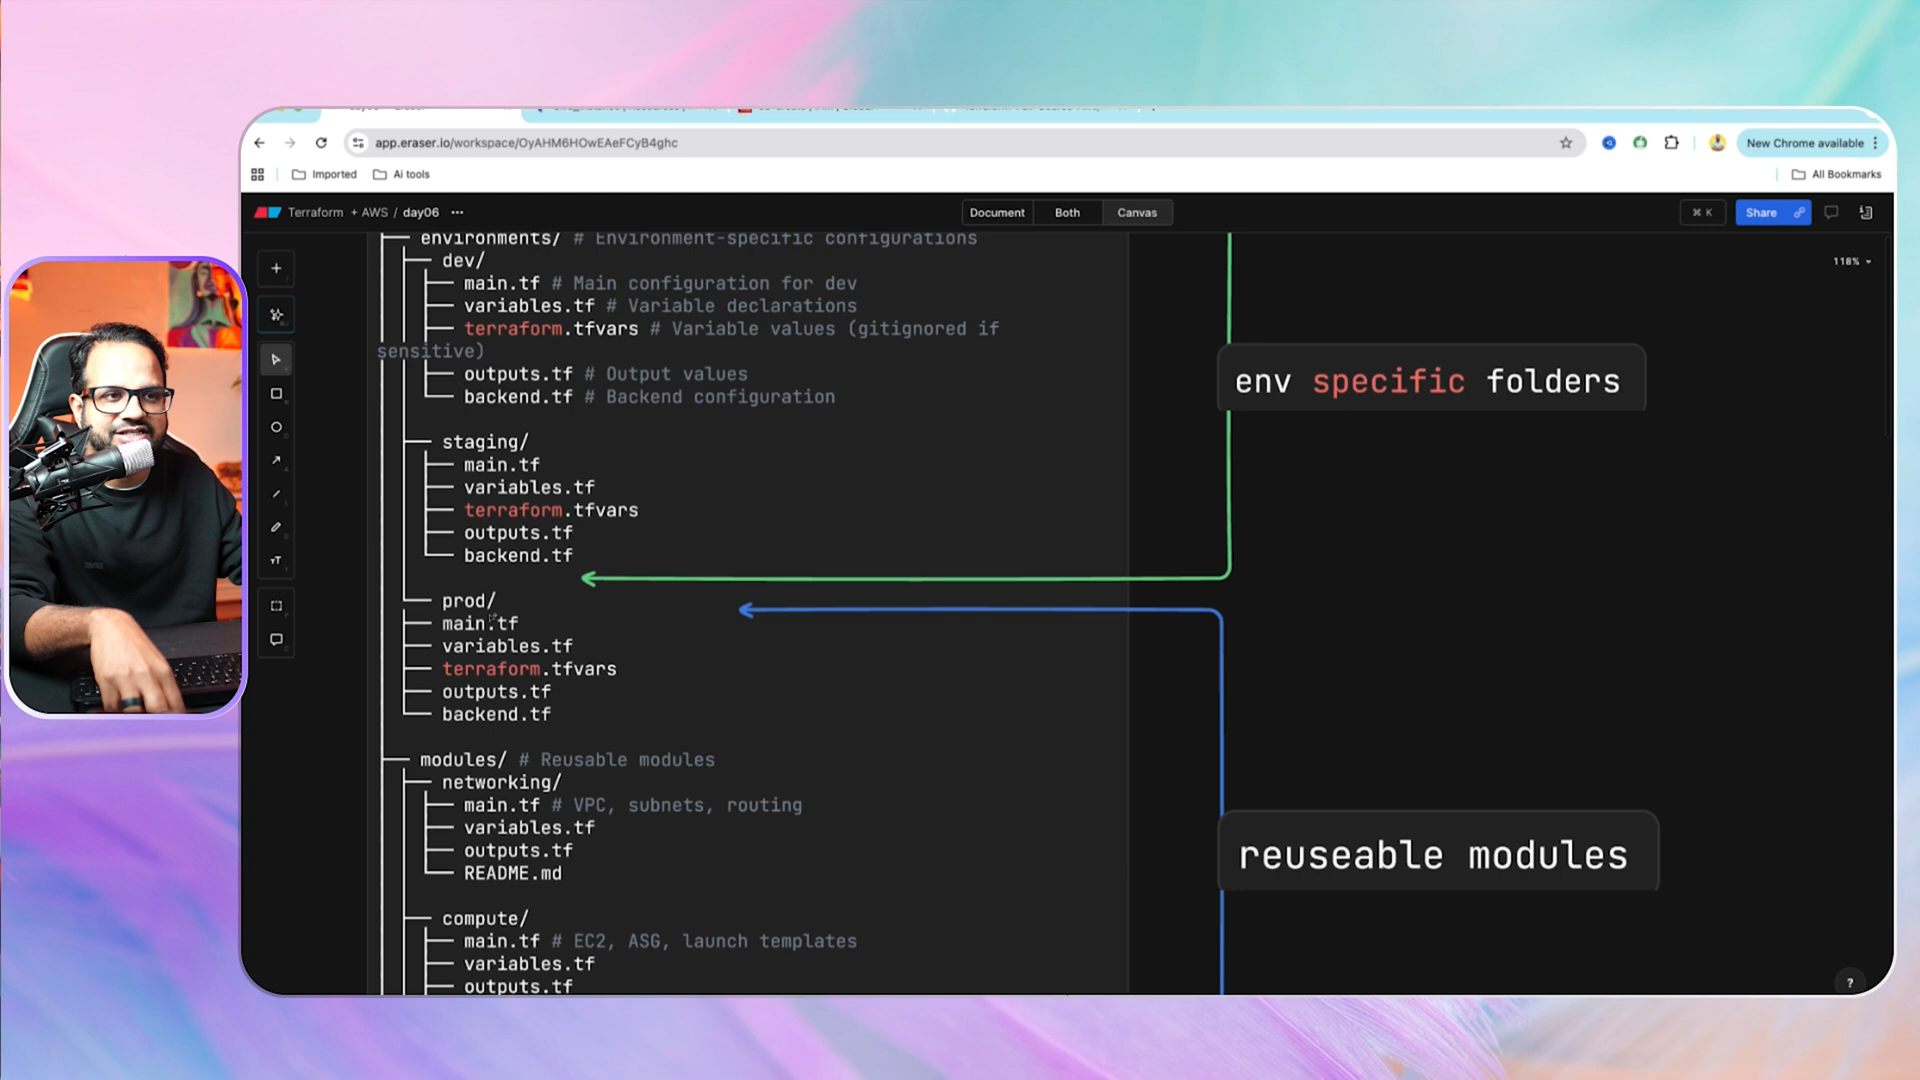 app.eraser.io/workspace/OyAHM6HOwEAeFCyB4ghc
New Chrome available
Imported
Ai tools
All Bookmarks
Terraform + AWS / day06 •••
Document
Both
Canvas
⌘ K
Share
118%
├── environments/ # Environment-specific configurations
├── dev/
├── main.tf # Main configuration for dev
├── variables.tf # Variable declarations
├── terraform.tfvars # Variable values (gitignored if
sensitive)
├── outputs.tf # Output values
└── backend.tf # Backend configuration
├── staging/
├── main.tf
├── variables.tf
├── terraform.tfvars
├── outputs.tf
└── backend.tf
└── prod/
├── main.tf
├── variables.tf
├── terraform.tfvars
├── outputs.tf
└── backend.tf
├── modules/ # Reusable modules
├── networking/
├── main.tf # VPC, subnets, routing
├── variables.tf
├── outputs.tf
└── README.md
├── compute/
├── main.tf # EC2, ASG, launch templates
├── variables.tf
├── outputs.tf
env specific folders
reuseable modules
?